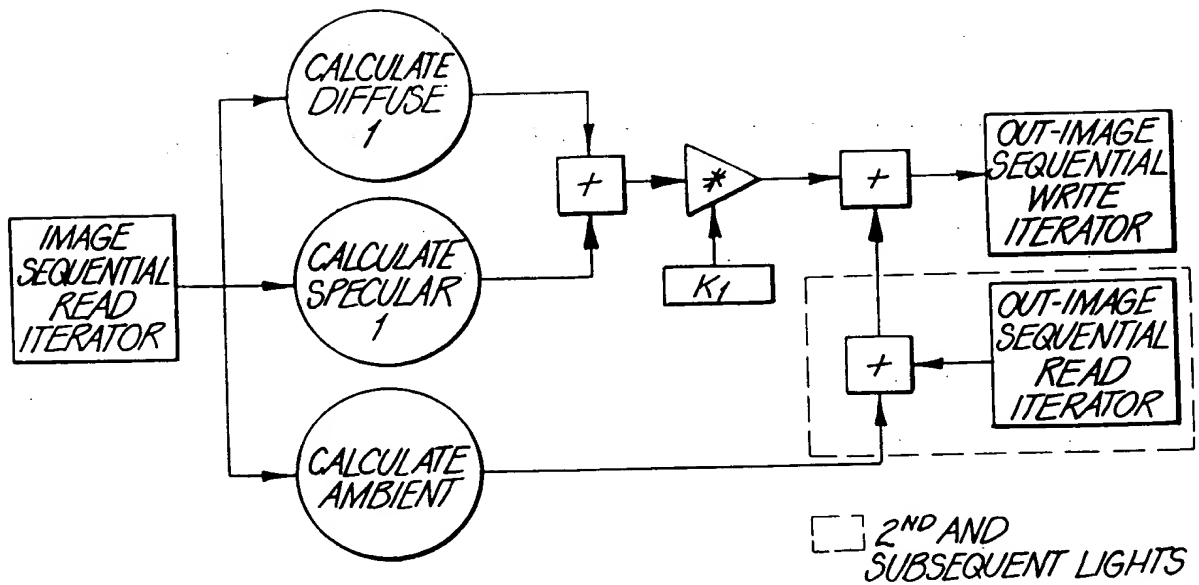 IMAGE
SEQUENTIAL
READ
ITERATOR
CALCULATE
DIFFUSE
1
CALCULATE
SPECULAR
1
CALCULATE
AMBIENT
+
*
K1
+
OUT-IMAGE
SEQUENTIAL
WRITE
ITERATOR
+
OUT-IMAGE
SEQUENTIAL
READ
ITERATOR
2ND AND
SUBSEQUENT LIGHTS